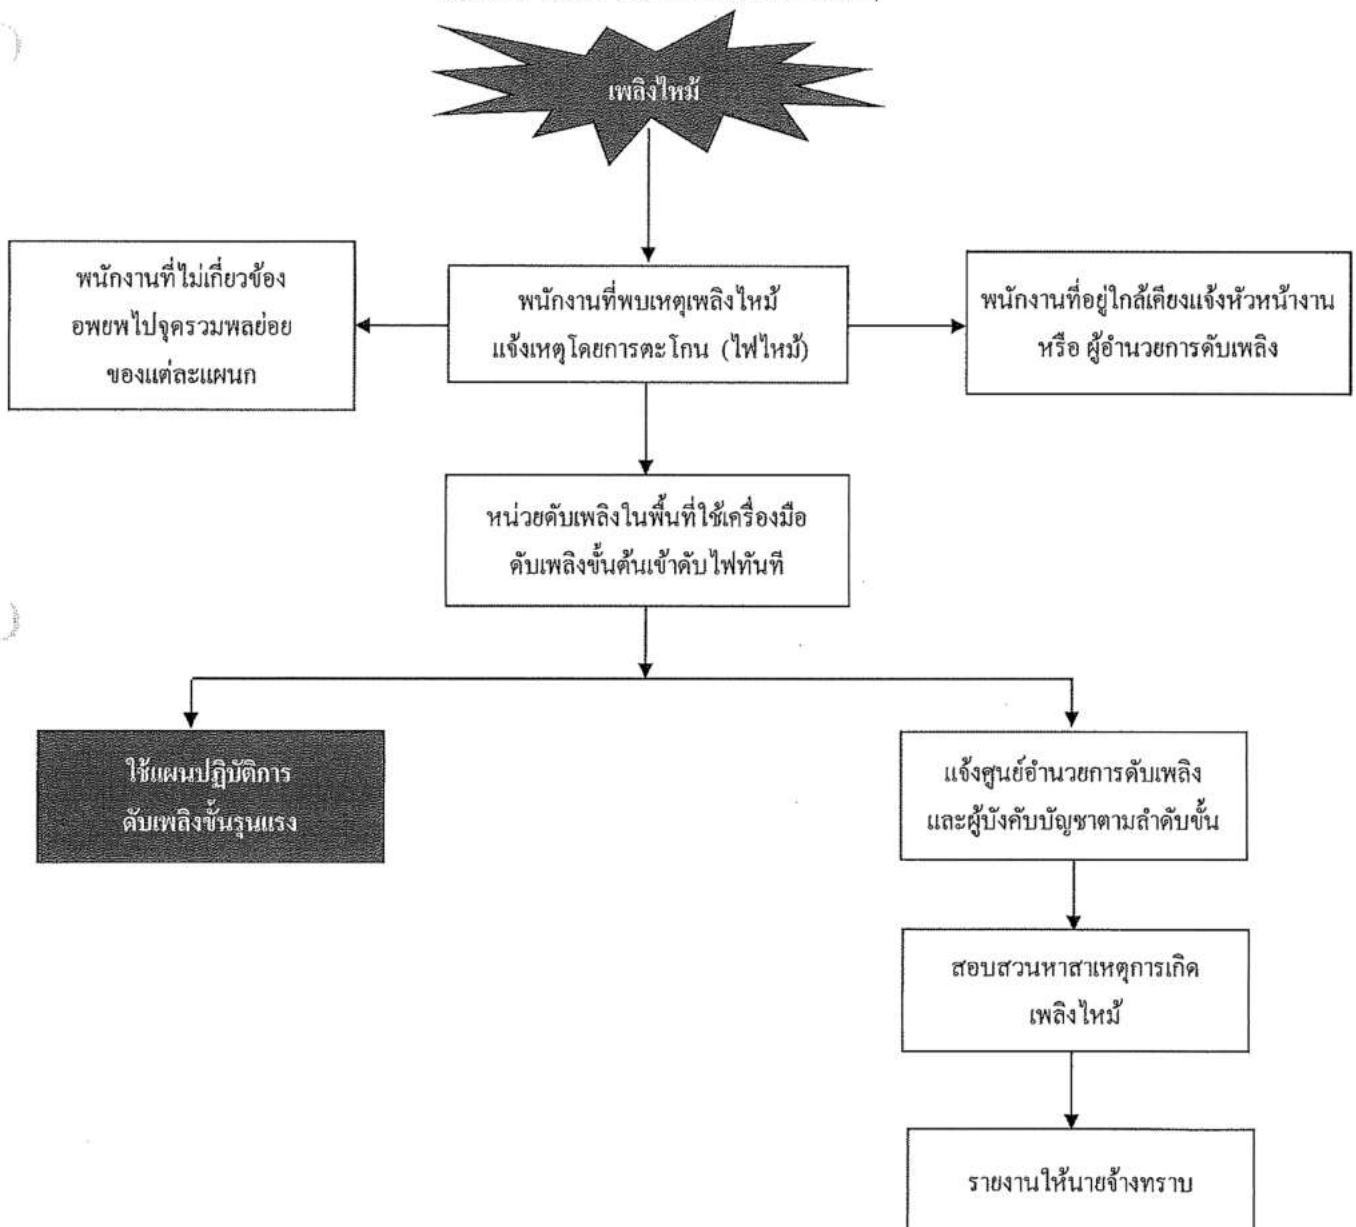 เพลิงไหม้
พนักงานที่ไม่เกี่ยวข้อง
อพยพไปจุดรวมพลย่อย
ของแต่ละแผนก
พนักงานที่พบเหตุเพลิงไหม้
แจ้งเหตุโดยการตะโกน (ไฟไหม้)
พนักงานที่อยู่ใกล้เคียงแจ้งหัวหน้างาน
หรือ ผู้อำนวยการดับเพลิง
หน่วยดับเพลิงในพื้นที่ใช้เครื่องมือ
ดับเพลิงขั้นต้นเข้าดับไฟทันที
ใช้แผนปฏิบัติการ
ดับเพลิงขั้นรุนแรง
แจ้งศูนย์อำนวยการดับเพลิง
และผู้บังคับบัญชาตามลำดับขั้น
สอบสวนหาสาเหตุการเกิด
เพลิงไหม้
รายงานให้นายจ้างทราบ